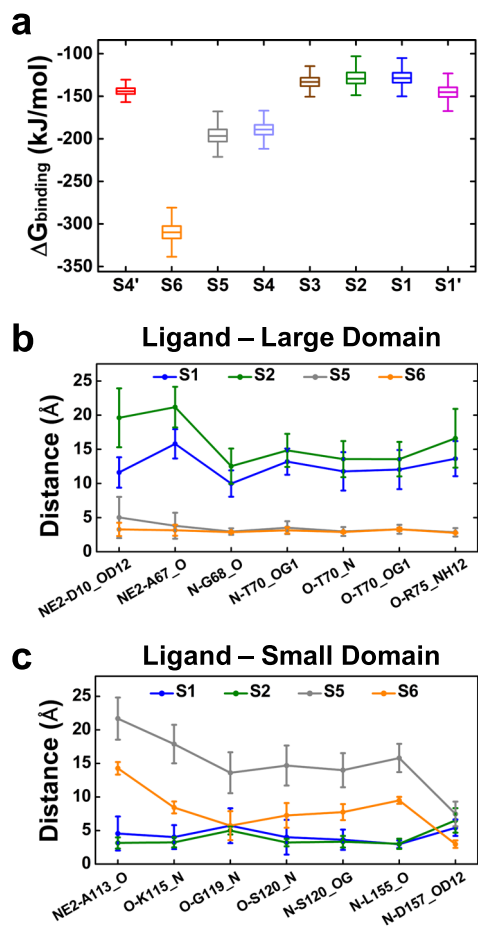 a
ΔGbinding (kJ/mol)
-100
-150
-200
-250
-300
-350
S4' S6 S5 S4 S3 S2 S1 S1'
b Ligand – Large Domain
Distance (Å)
30
25
20
15
10
5
0
S1 S2 S5 S6
NE2-D10_OD12 NE2-A67_O N-G68_O N-T70_OG1 O-T70_N O-T70_OG1 O-R75_NH12
c Ligand – Small Domain
Distance (Å)
30
25
20
15
10
5
0
S1 S2 S5 S6
NE2-A113_O O-K115_N O-G119_N O-S120_N N-S120_OG N-L155_O N-D157_OD12